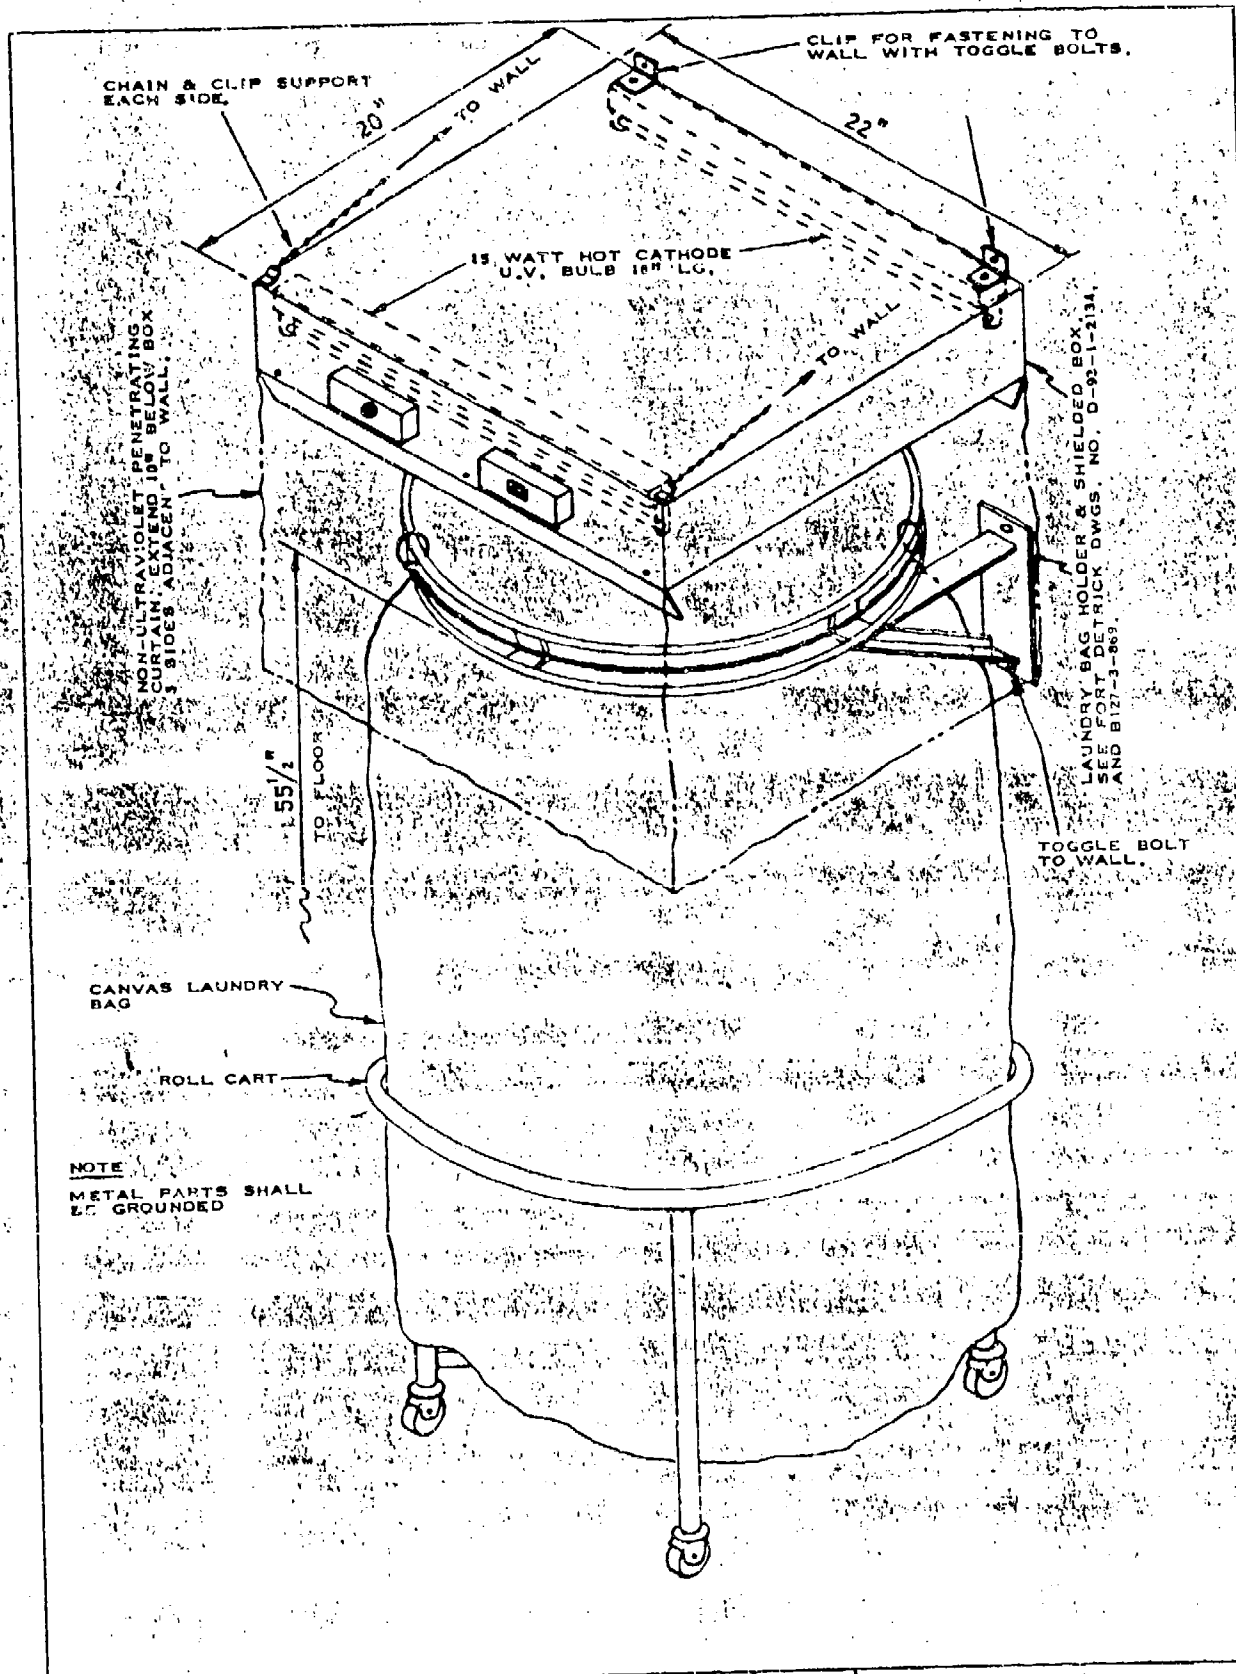 CLIP FOR FASTENING TO
WALL WITH TOGGLE BOLTS.
CHAIN & CLIP SUPPORT
EACH SIDE.
20"
TO WALL
22"
15 WATT HOT CATHODE
U.V. BULB 18" LG.
TO WALL
NON-ULTRAVIOLET PENETRATING
CURTAIN, EXTEND 10" BELOW BOX
3 SIDES ADJACENT TO WALL.
LAUNDRY BAG HOLDER & SHIELDED BOX
SEE FORT DETRICK DWGS. NO. D-92-1-2134,
AND B127-3-869.
55 1/2"
TO FLOOR
TOGGLE BOLT
TO WALL.
CANVAS LAUNDRY
BAG
ROLL CART
NOTE
METAL PARTS SHALL
BE GROUNDED